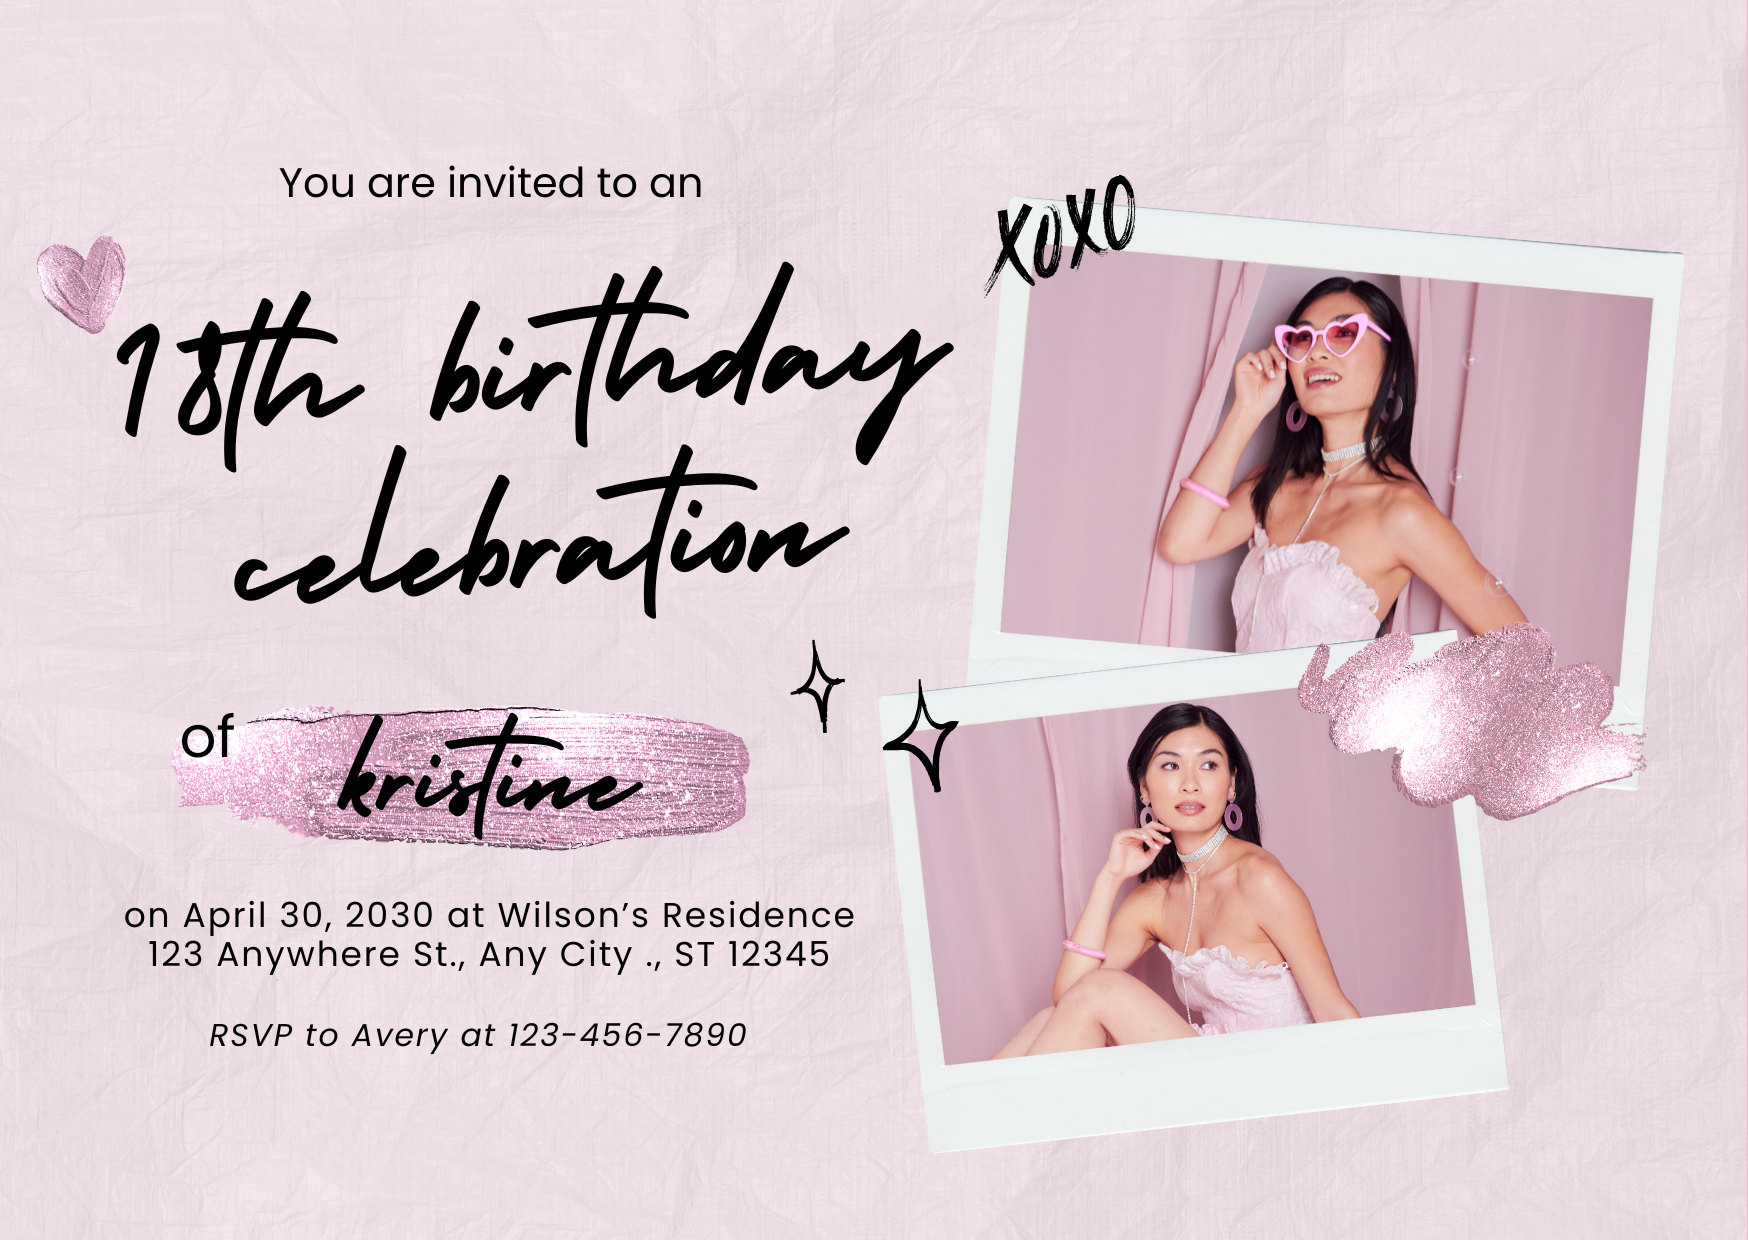 You are invited to an
18th birthday
celebration
of kristine
on April 30, 2030 at Wilson’s Residence
123 Anywhere St., Any City ., ST 12345
RSVP to Avery at 123-456-7890
XOXO